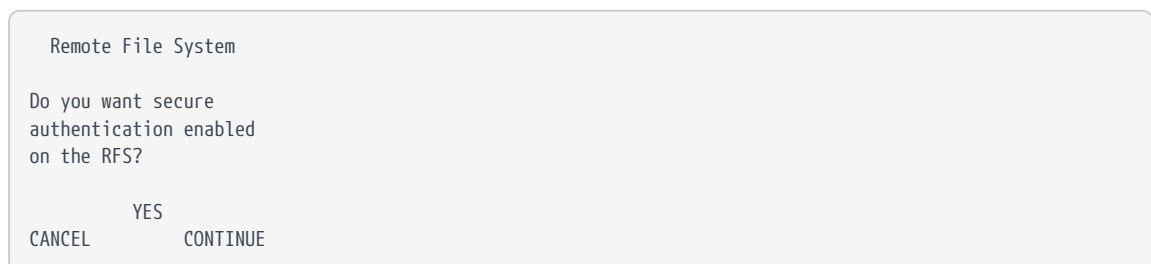 Remote File System
Do you want secure
authentication enabled
on the RFS?
YES
CANCEL CONTINUE